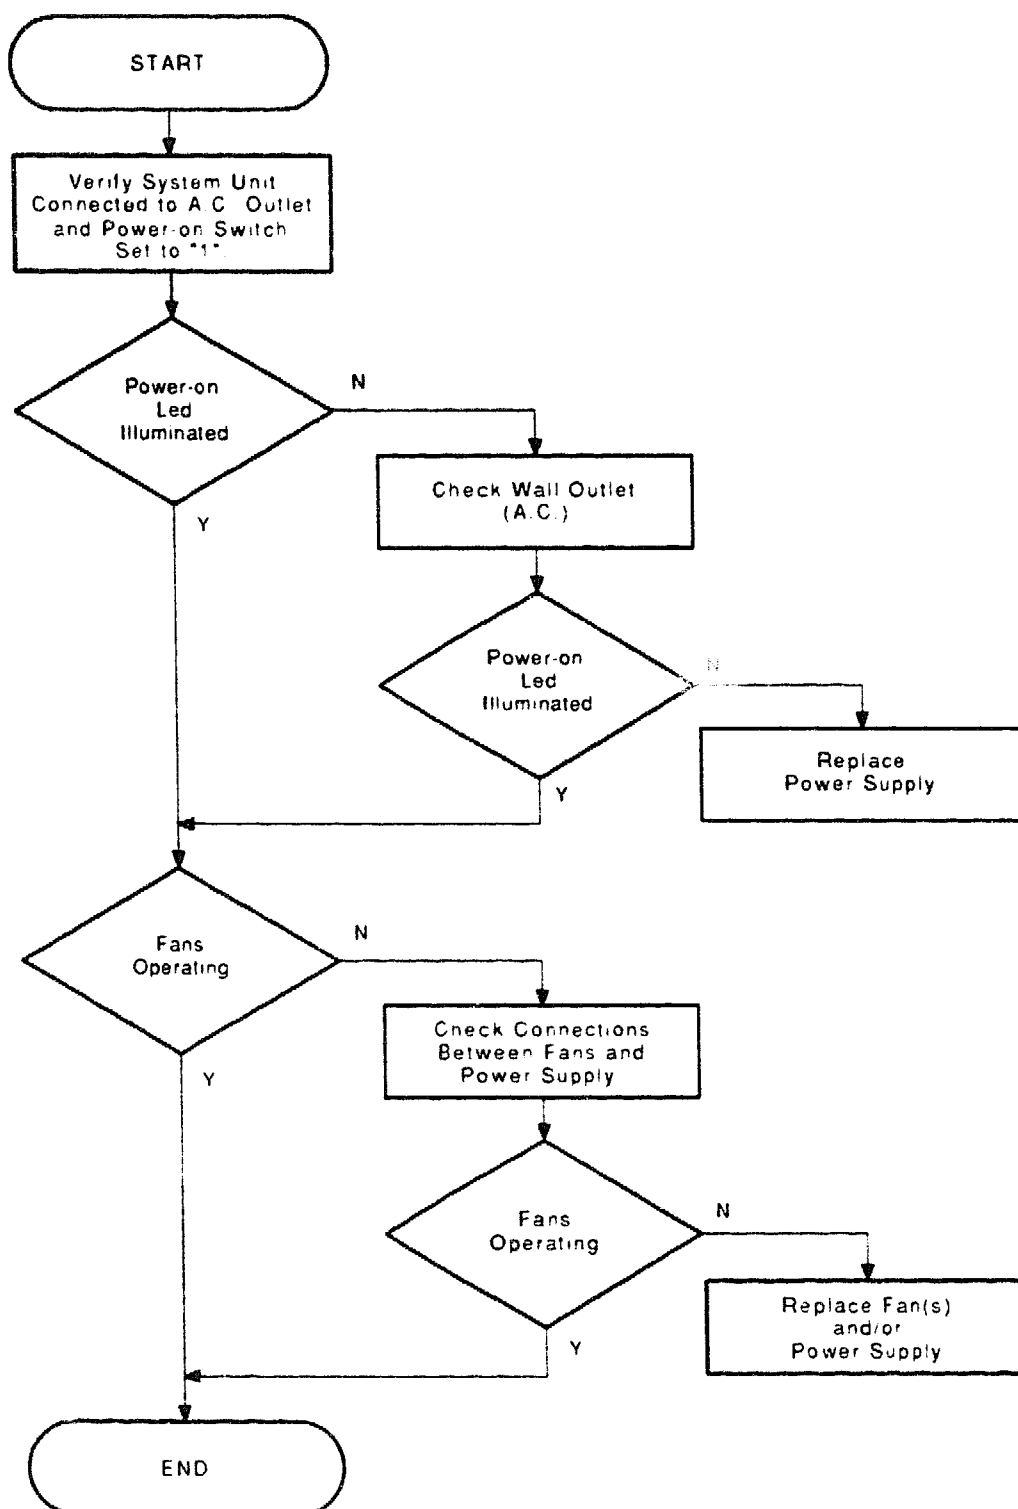 START
Verify System Unit
Connected to A.C. Outlet
and Power-on Switch
Set to "1".
Power-on
Led
Illuminated
N
Y
Check Wall Outlet
(A.C.)
Power-on
Led
Illuminated
N
Y
Replace
Power Supply
Fans
Operating
N
Y
Check Connections
Between Fans and
Power Supply
Fans
Operating
N
Y
Replace Fan(s)
and/or
Power Supply
END